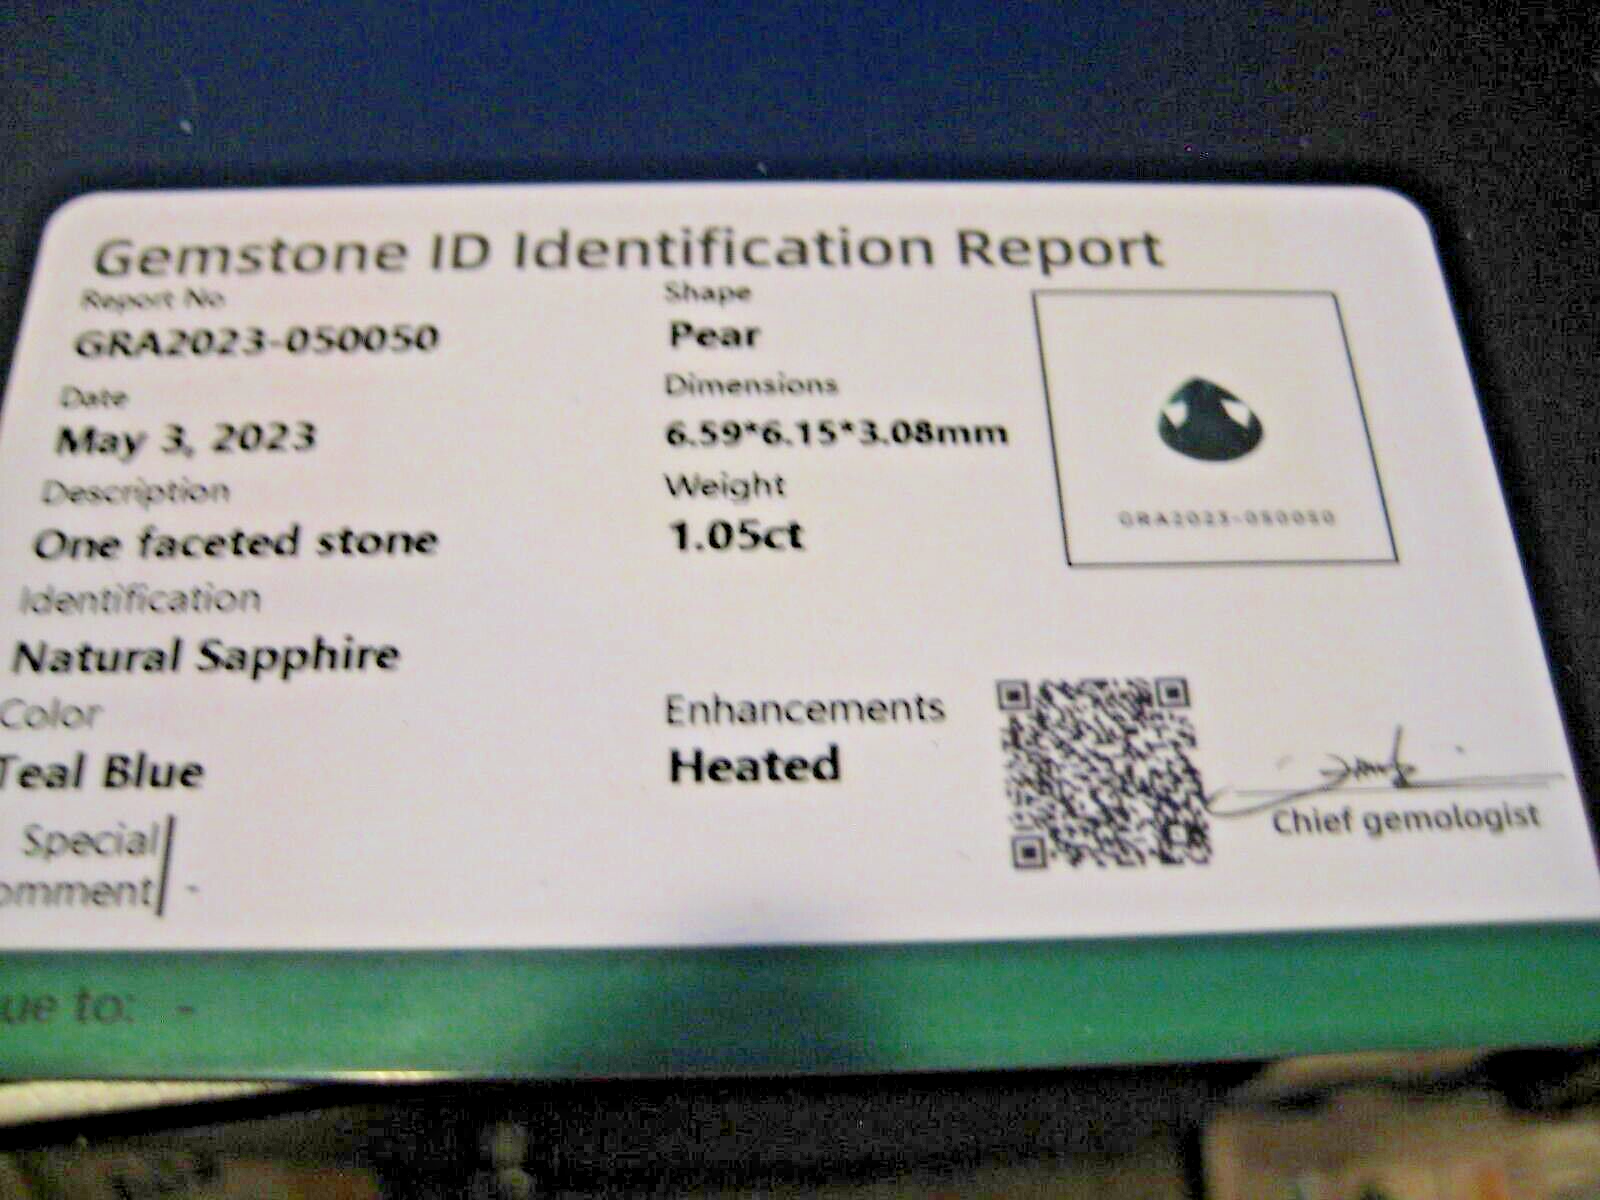 Gemstone ID Identification Report
Report No
GRA2023-050050
Date
May 3, 2023
Description
One faceted stone
Identification
Natural Sapphire
Color
Teal Blue
Special
omment
-
Shape
Pear
Dimensions
6.59*6.15*3.08mm
Weight
1.05ct
Enhancements
Heated
GRA2023-050050
Chief gemologist
ue to: -